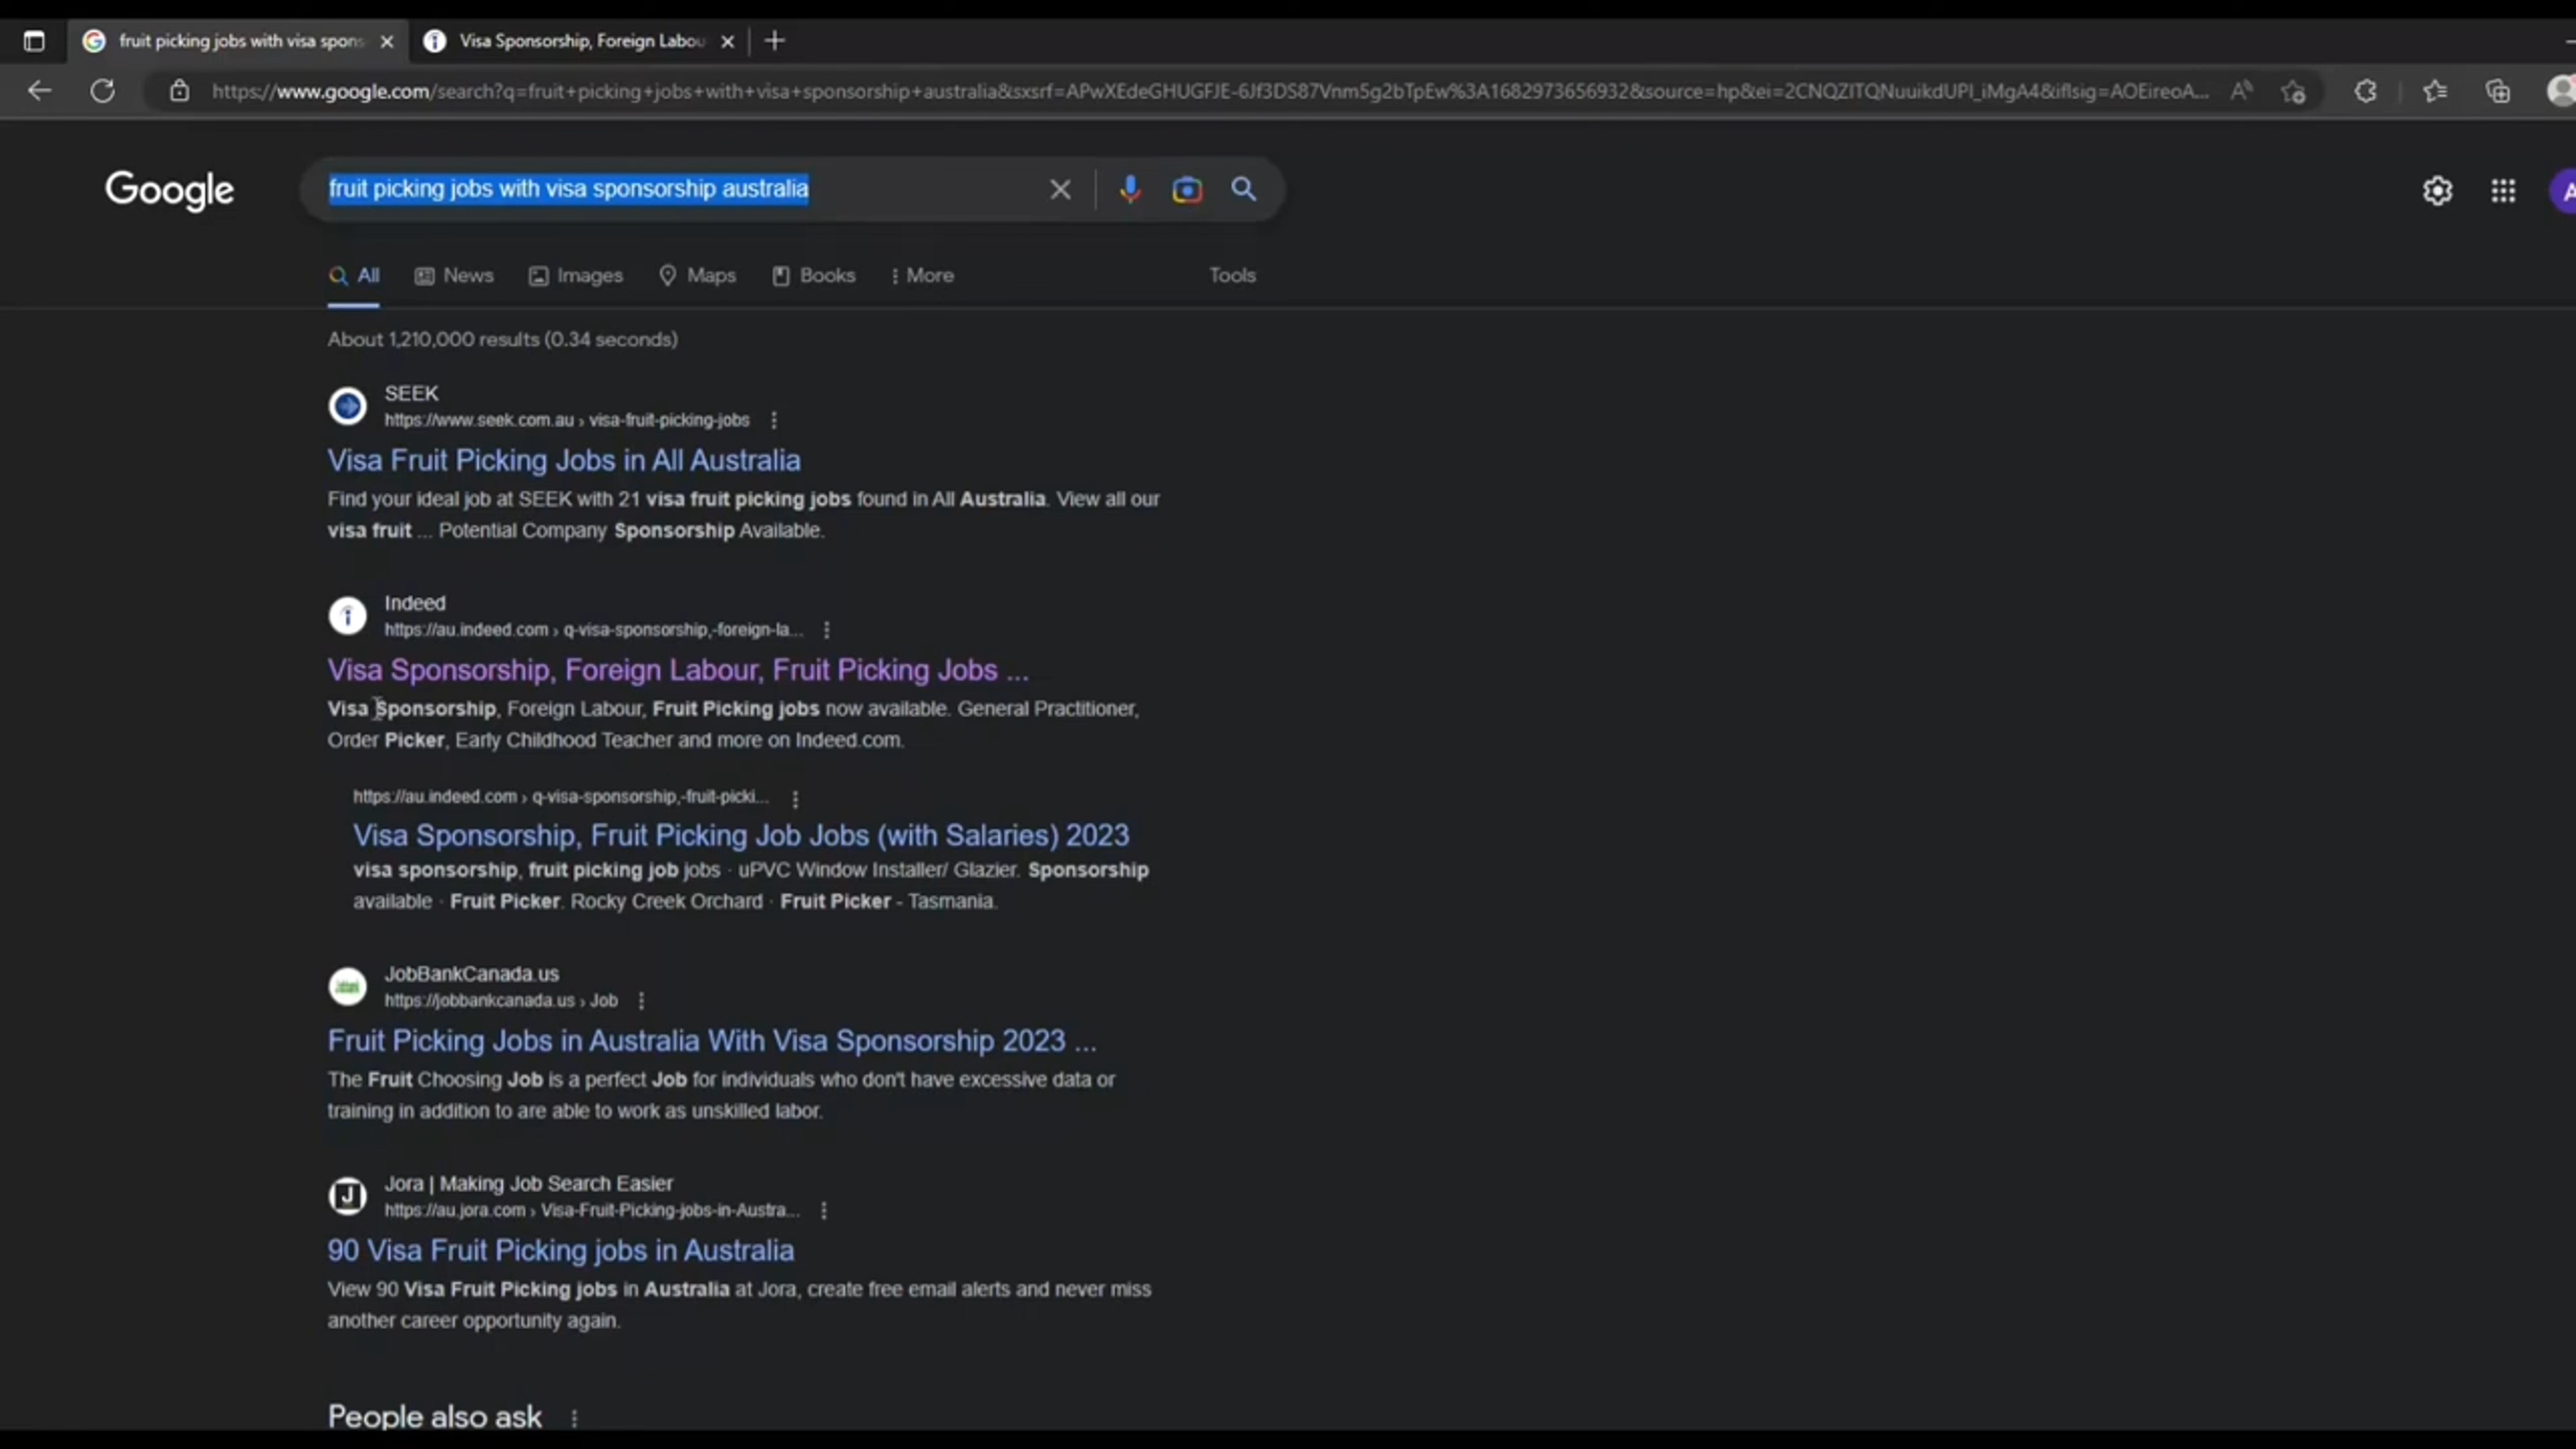 fruit picking jobs with visa spons
Visa Sponsorship, Foreign Labou
https://www.google.com/search?q=fruit+picking+jobs+with+visa+sponsorship+australia&sxsrf=APwXEdeGHUGFJE-6Jf3DS87Vnm5g2bTpEw%3A1682973656932&source=hp&ei=2CNQZITQNuuikdUPI_iMgA4&iflsig=AOEireoA...
Google
fruit picking jobs with visa sponsorship australia
All News Images Maps Books More Tools
About 1,210,000 results (0.34 seconds)
SEEK
https://www.seek.com.au › visa-fruit-picking-jobs
Visa Fruit Picking Jobs in All Australia
Find your ideal job at SEEK with 21 visa fruit picking jobs found in All Australia. View all our
visa fruit ... Potential Company Sponsorship Available.
Indeed
https://au.indeed.com › q-visa-sponsorship,-foreign-la...
Visa Sponsorship, Foreign Labour, Fruit Picking Jobs ...
Visa Sponsorship, Foreign Labour, Fruit Picking jobs now available. General Practitioner,
Order Picker, Early Childhood Teacher and more on Indeed.com.
https://au.indeed.com › q-visa-sponsorship,-fruit-picki...
Visa Sponsorship, Fruit Picking Job Jobs (with Salaries) 2023
visa sponsorship, fruit picking job jobs · uPVC Window Installer/ Glazier. Sponsorship
available · Fruit Picker. Rocky Creek Orchard · Fruit Picker - Tasmania.
JobBankCanada.us
https://jobbankcanada.us › Job
Fruit Picking Jobs in Australia With Visa Sponsorship 2023 ...
The Fruit Choosing Job is a perfect Job for individuals who don't have excessive data or
training in addition to are able to work as unskilled labor.
Jora | Making Job Search Easier
https://au.jora.com › Visa-Fruit-Picking-jobs-in-Austra...
90 Visa Fruit Picking jobs in Australia
View 90 Visa Fruit Picking jobs in Australia at Jora, create free email alerts and never miss
another career opportunity again.
People also ask